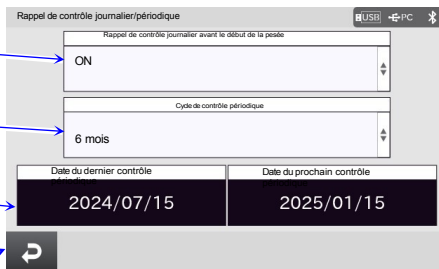 Rappel de contrôle journalier/périodique
USB PC
Rappel de contrôle journalier avant le début de la pesée
ON
Cycle de contrôle périodique
6 mois
Date du dernier contrôle
périodique
Date du prochain contrôle
périodique
2024/07/15
2025/01/15